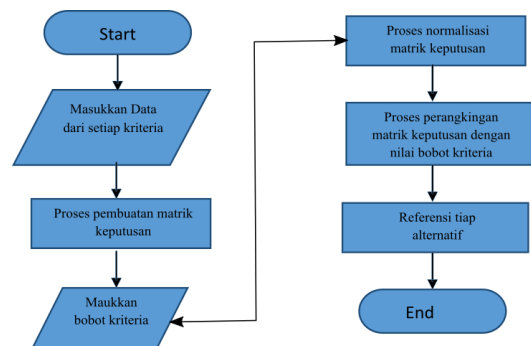 Start
Masukkan Data
dari setiap kriteria
Proses pembuatan matrik
keputusan
Maukkan
bobot kriteria
Proses normalisasi
matrik keputusan
Proses perangkingan
matrik keputusan dengan
nilai bobot kriteria
Referensi tiap
alternatif
End